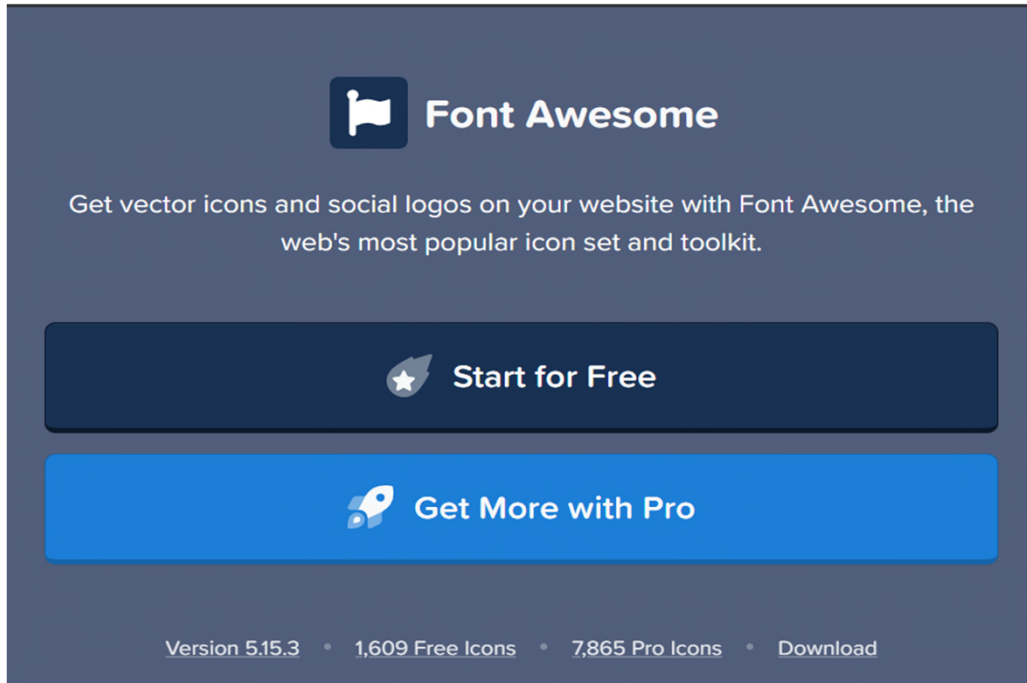 Font Awesome
Get vector icons and social logos on your website with Font Awesome, the
web's most popular icon set and toolkit.
Start for Free
Get More with Pro
Version 5.15.3 • 1,609 Free Icons • 7,865 Pro Icons • Download